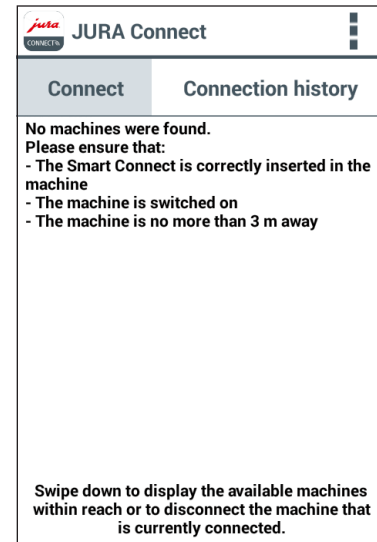 jura
CONNECT
JURA Connect
Connect
Connection history
No machines were found.
Please ensure that:
- The Smart Connect is correctly inserted in the
machine
- The machine is switched on
- The machine is no more than 3 m away
Swipe down to display the available machines
within reach or to disconnect the machine that
is currently connected.